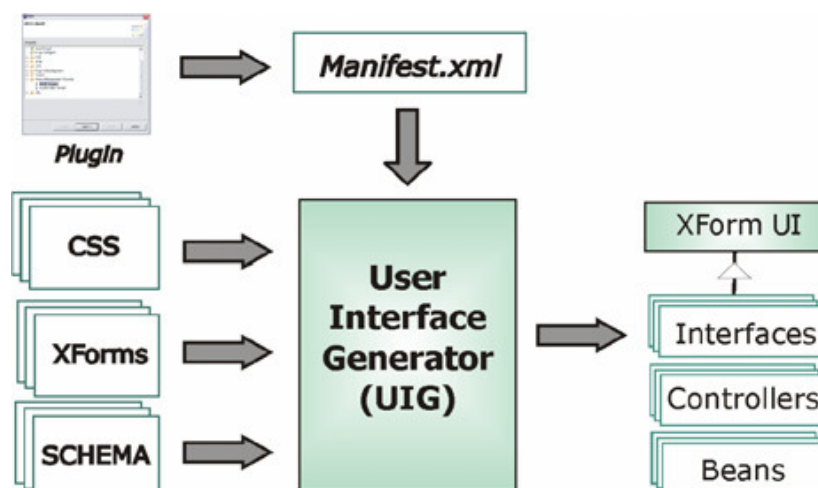 Manifest.xml
Plugin
CSS
XForms
SCHEMA
User
Interface
Generator
(UIG)
XForm UI
Interfaces
Controllers
Beans